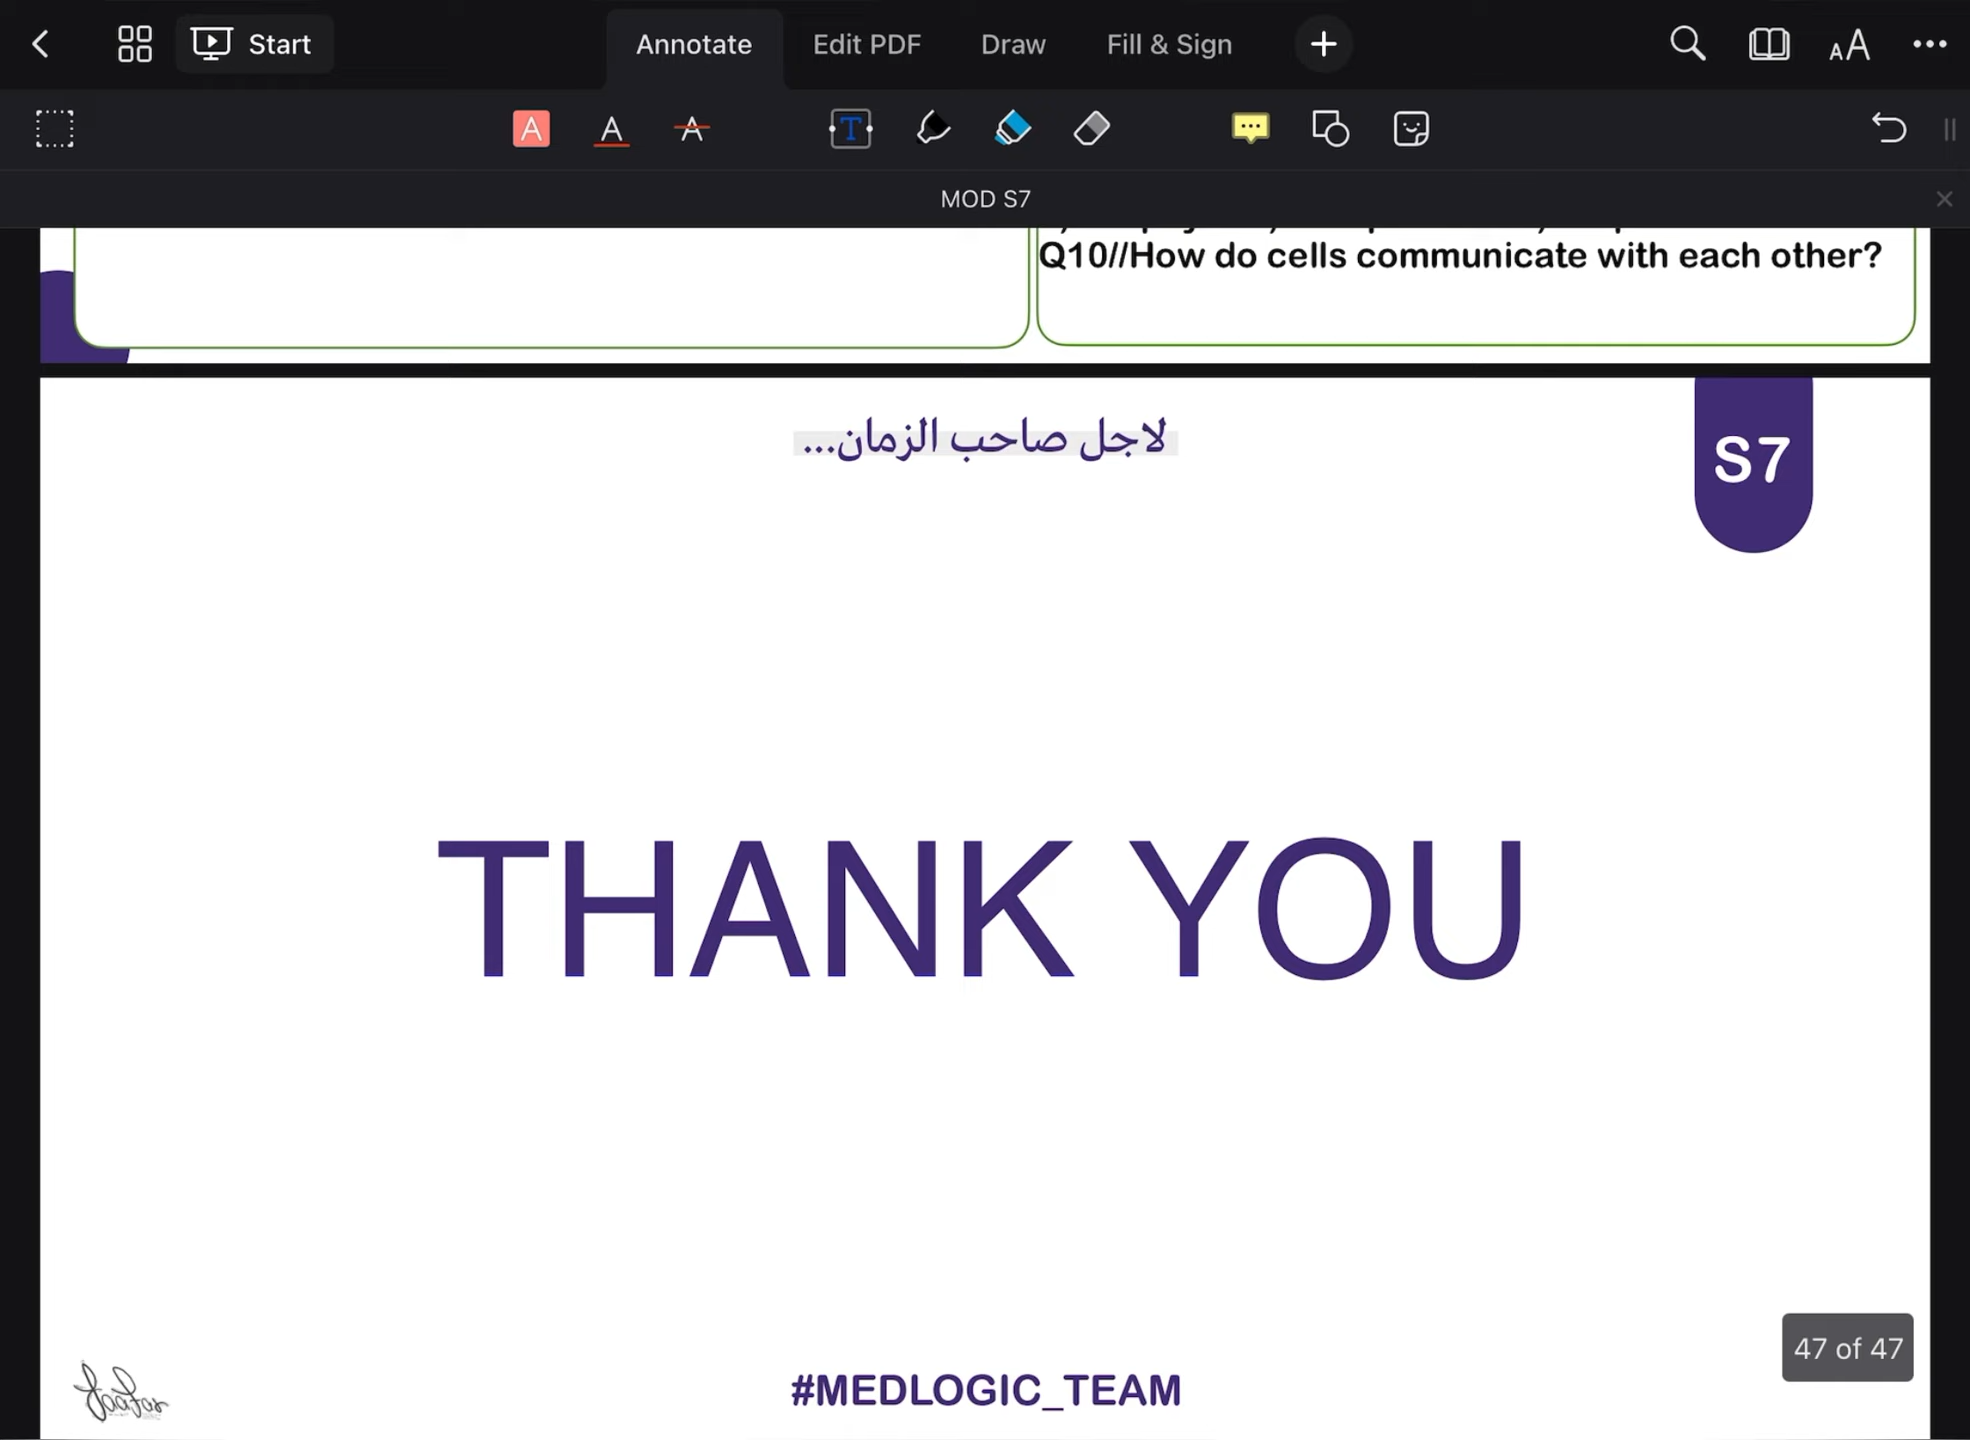 Start
Annotate
Edit PDF
Draw
Fill & Sign
MOD S7
Q10//How do cells communicate with each other?
لاجل صاحب الزمان...
S7
THANK YOU
47 of 47
#MEDLOGIC_TEAM
Jaafar